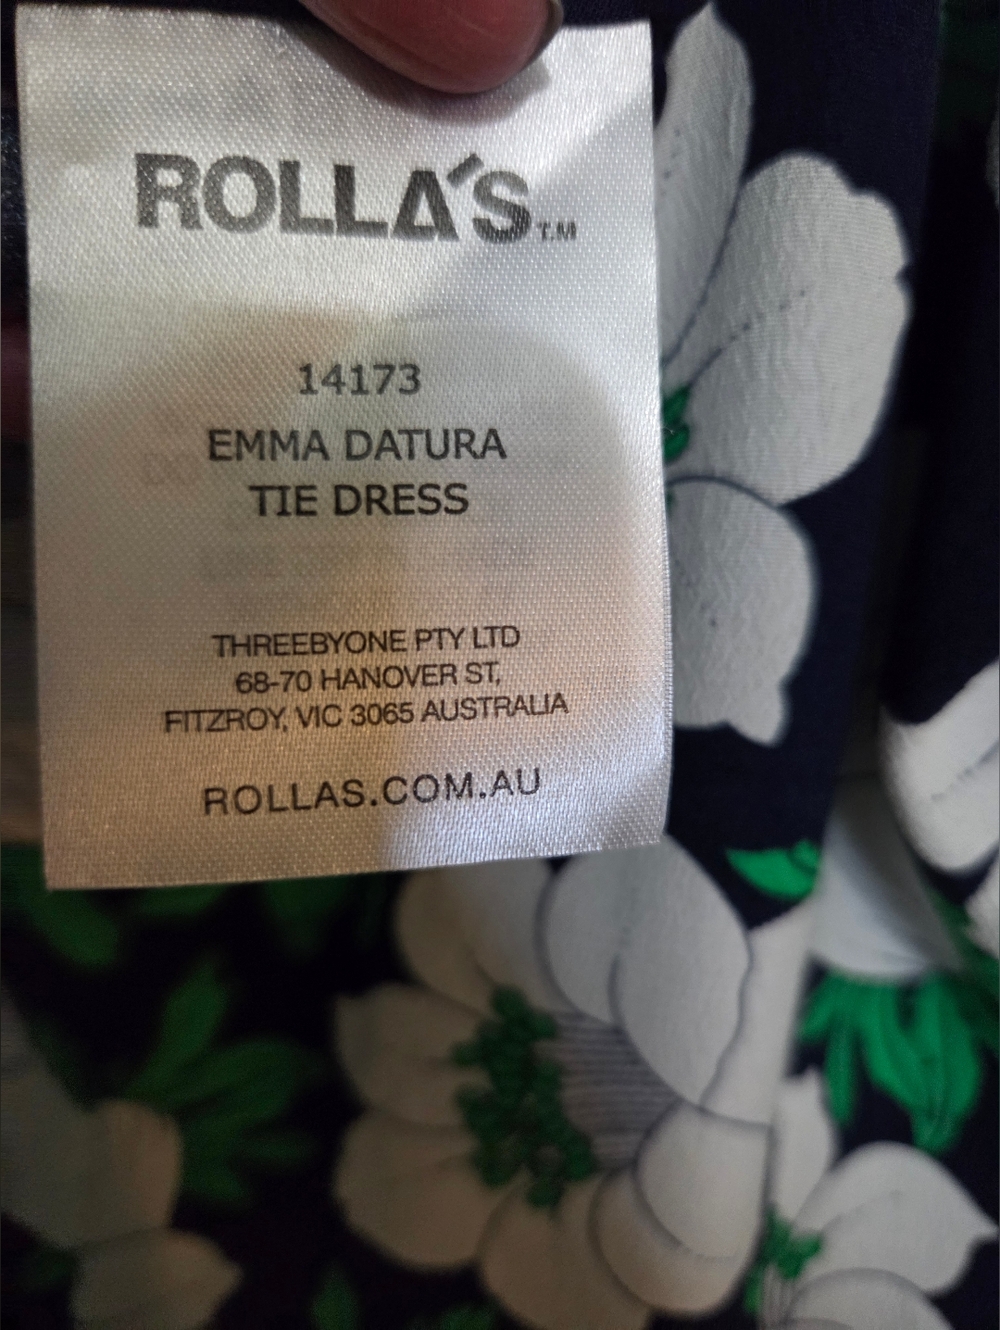 ROLLA'S T.M
14173
EMMA DATURA
TIE DRESS
THREEBYONE PTY LTD
68-70 HANOVER ST,
FITZROY, VIC 3065 AUSTRALIA
ROLLAS.COM.AU